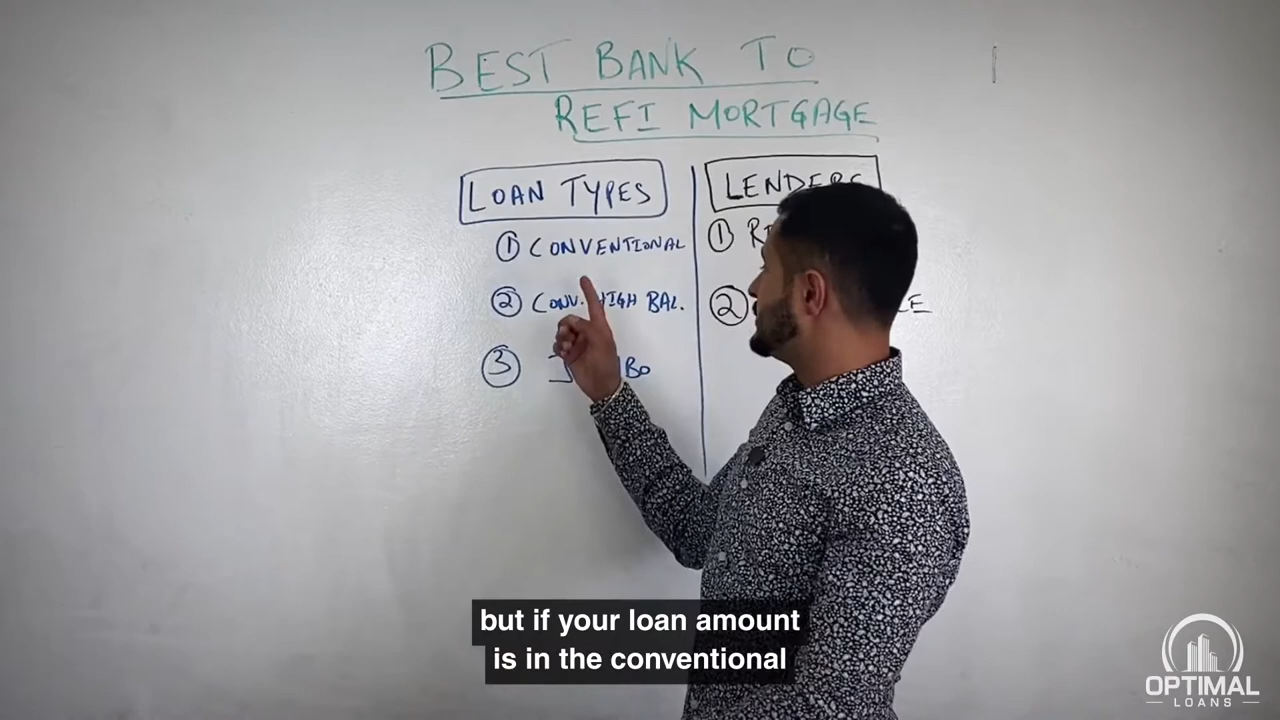 BEST BANK TO
REFI MORTGAGE
LOAN TYPES
① CONVENTIONAL
② CONV. HIGH BAL.
③
LENDERS
①
②
but if your loan amount
is in the conventional
OPTIMAL
LOANS